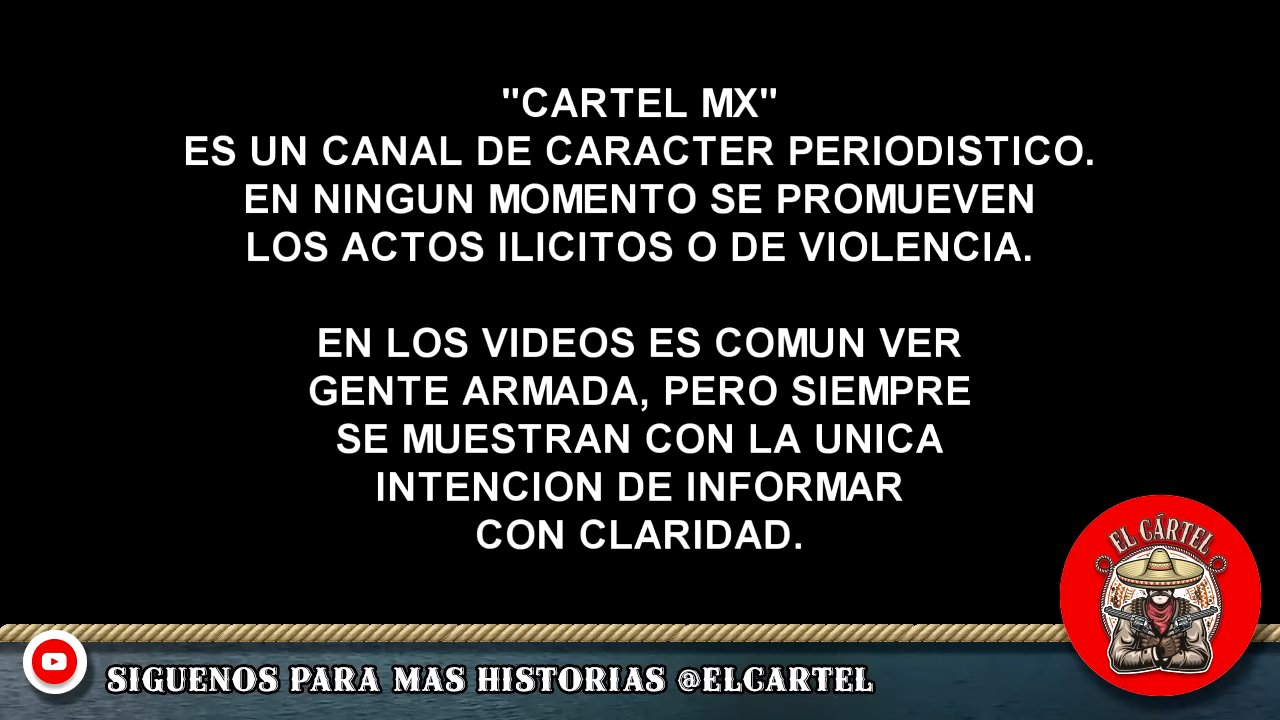 "CARTEL MX"
ES UN CANAL DE CARACTER PERIODISTICO.
EN NINGUN MOMENTO SE PROMUEVEN
LOS ACTOS ILICITOS O DE VIOLENCIA.
EN LOS VIDEOS ES COMUN VER
GENTE ARMADA, PERO SIEMPRE
SE MUESTRAN CON LA UNICA
INTENCION DE INFORMAR
CON CLARIDAD.
EL CÁRTEL
SIGUENOS PARA MAS HISTORIAS @ELCARTEL